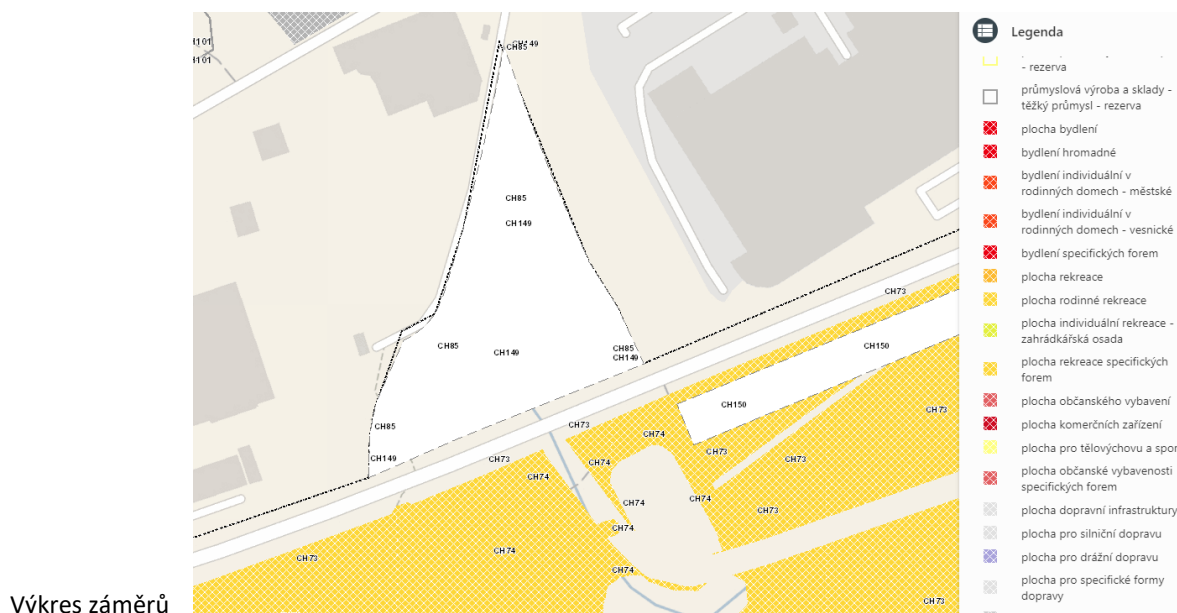 H101
CH101
CH149
CH85
CH85
CH149
CH85
CH149
CH85
CH149
CH85
CH149
CH73
CH150
CH150
CH73
CH73
CH74
CH73
CH73
CH73
CH74
CH74
CH74
CH74
CH73
CH74
CH73
CH74
CH74
CH73
Legenda
- rezerva
průmyslová výroba a sklady -
těžký průmysl - rezerva
plocha bydlení
bydlení hromadné
bydlení individuální v
rodinných domech - městské
bydlení individuální v
rodinných domech - vesnické
bydlení specifických forem
plocha rekreace
plocha rodinné rekreace
plocha individuální rekreace -
zahrádkářská osada
plocha rekreace specifických
forem
plocha občanského vybavení
plocha komerčních zařízení
plocha pro tělovýchovu a spor
plocha občanské vybavenosti
specifických forem
plocha dopravní infrastruktury
plocha pro silniční dopravu
plocha pro drážní dopravu
plocha pro specifické formy
dopravy
Výkres záměrů